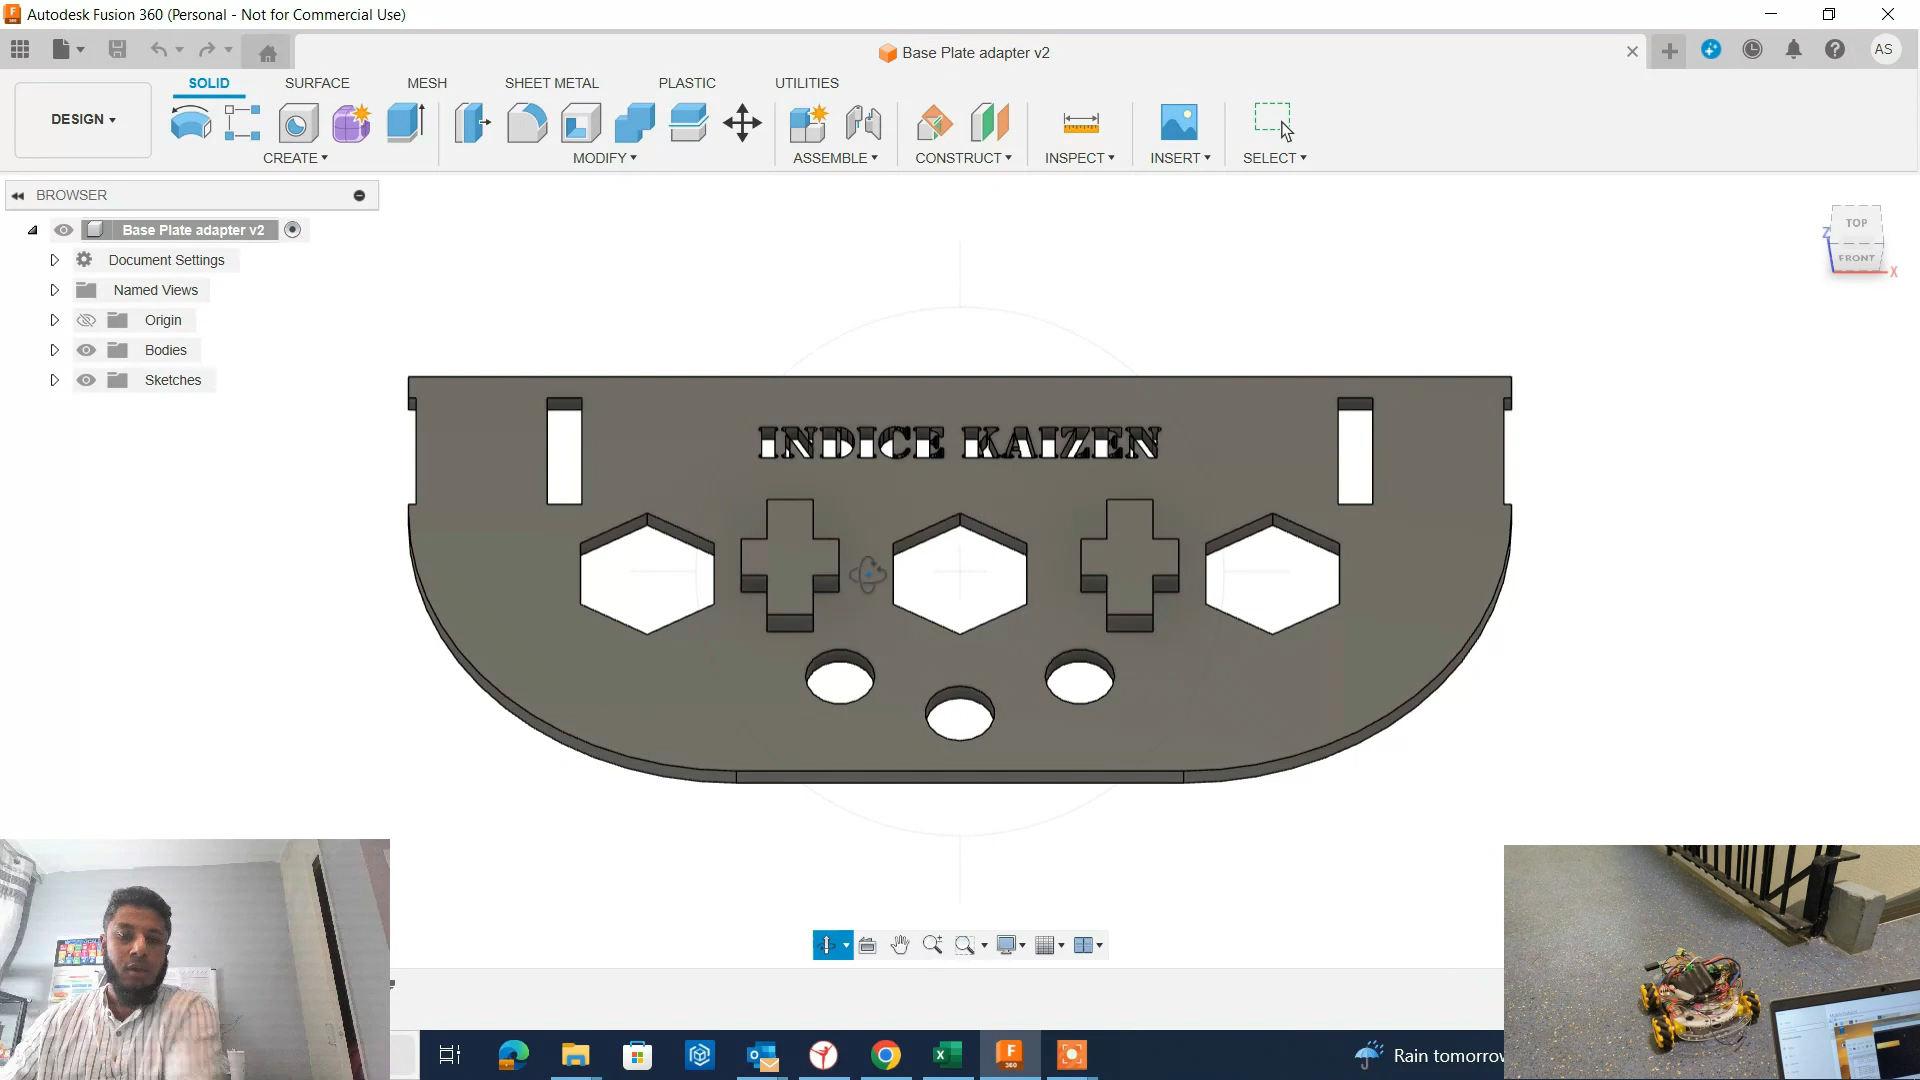 Autodesk Fusion 360 (Personal - Not for Commercial Use)
Base Plate adapter v2
AS
SOLID
SURFACE
MESH
SHEET METAL
PLASTIC
UTILITIES
DESIGN
CREATE
MODIFY
ASSEMBLE
CONSTRUCT
INSPECT
INSERT
SELECT
BROWSER
Base Plate adapter v2
Document Settings
Named Views
Origin
Bodies
Sketches
TOP
FRONT
Z
X
INDICE KAIZEN
F
360
Rain tomorrow